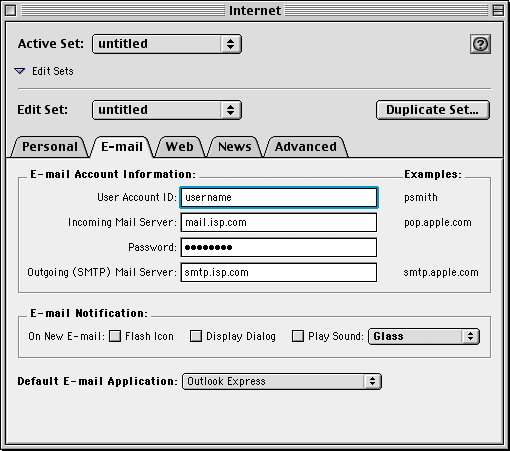 Internet
Active Set: untitled ?
Edit Sets
Edit Set: untitled Duplicate Set...
Personal E-mail Web News Advanced
E-mail Account Information: Examples:
User Account ID: username psmith
Incoming Mail Server: mail.isp.com pop.apple.com
Password: ••••••••
Outgoing (SMTP) Mail Server: smtp.isp.com smtp.apple.com
E-mail Notification:
On New E-mail: Flash Icon Display Dialog Play Sound: Glass
Default E-mail Application: Outlook Express